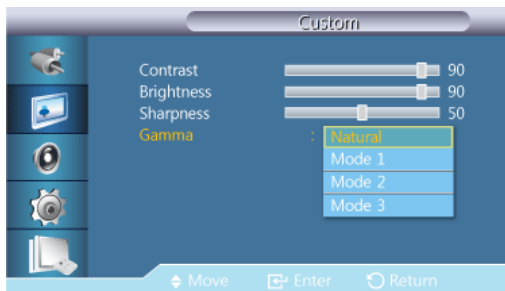 Custom
Contrast 90
Brightness 90
Sharpness 50
Gamma : Natural
Mode 1
Mode 2
Mode 3
Move Enter Return